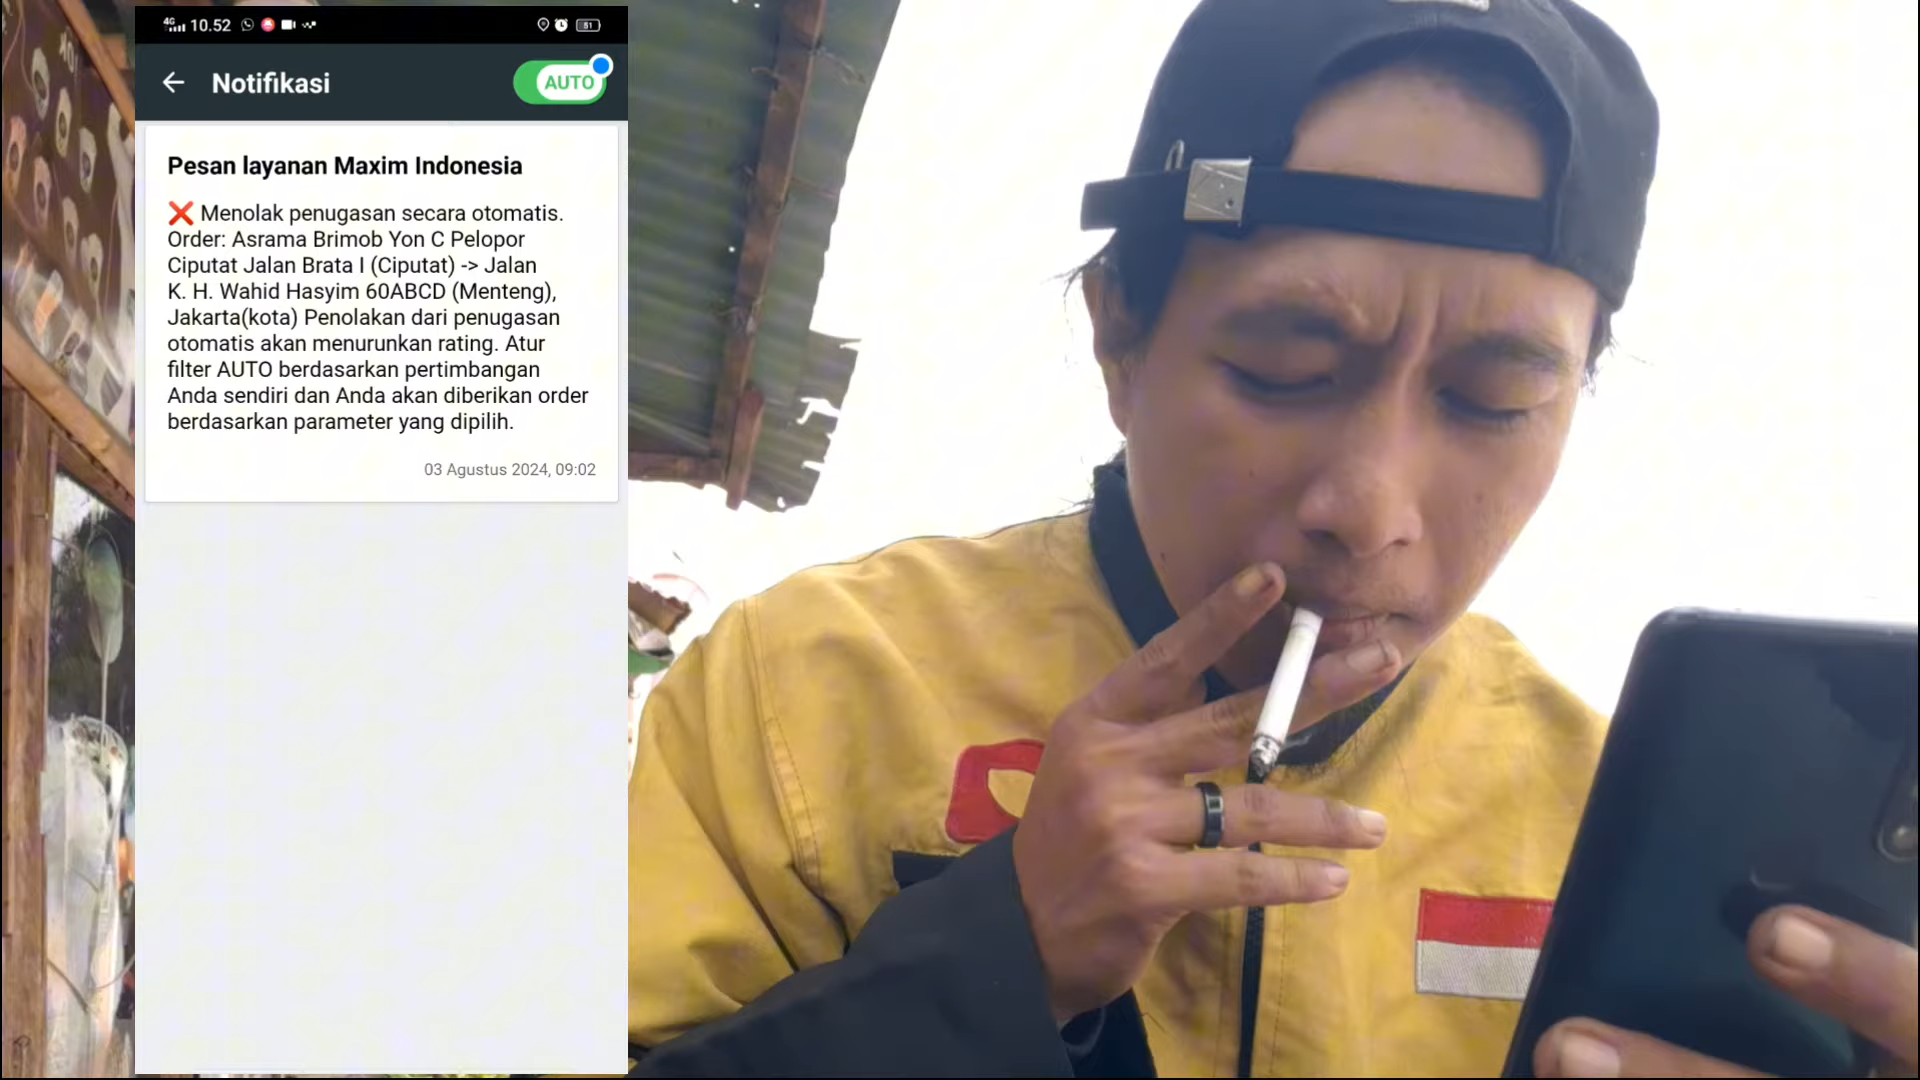 4G 10.52 81
Notifikasi
AUTO
Pesan layanan Maxim Indonesia
❌ Menolak penugasan secara otomatis.
Order: Asrama Brimob Yon C Pelopor
Ciputat Jalan Brata I (Ciputat) -> Jalan
K. H. Wahid Hasyim 60ABCD (Menteng),
Jakarta(kota) Penolakan dari penugasan
otomatis akan menurunkan rating. Atur
filter AUTO berdasarkan pertimbangan
Anda sendiri dan Anda akan diberikan order
berdasarkan parameter yang dipilih.
03 Agustus 2024, 09:02